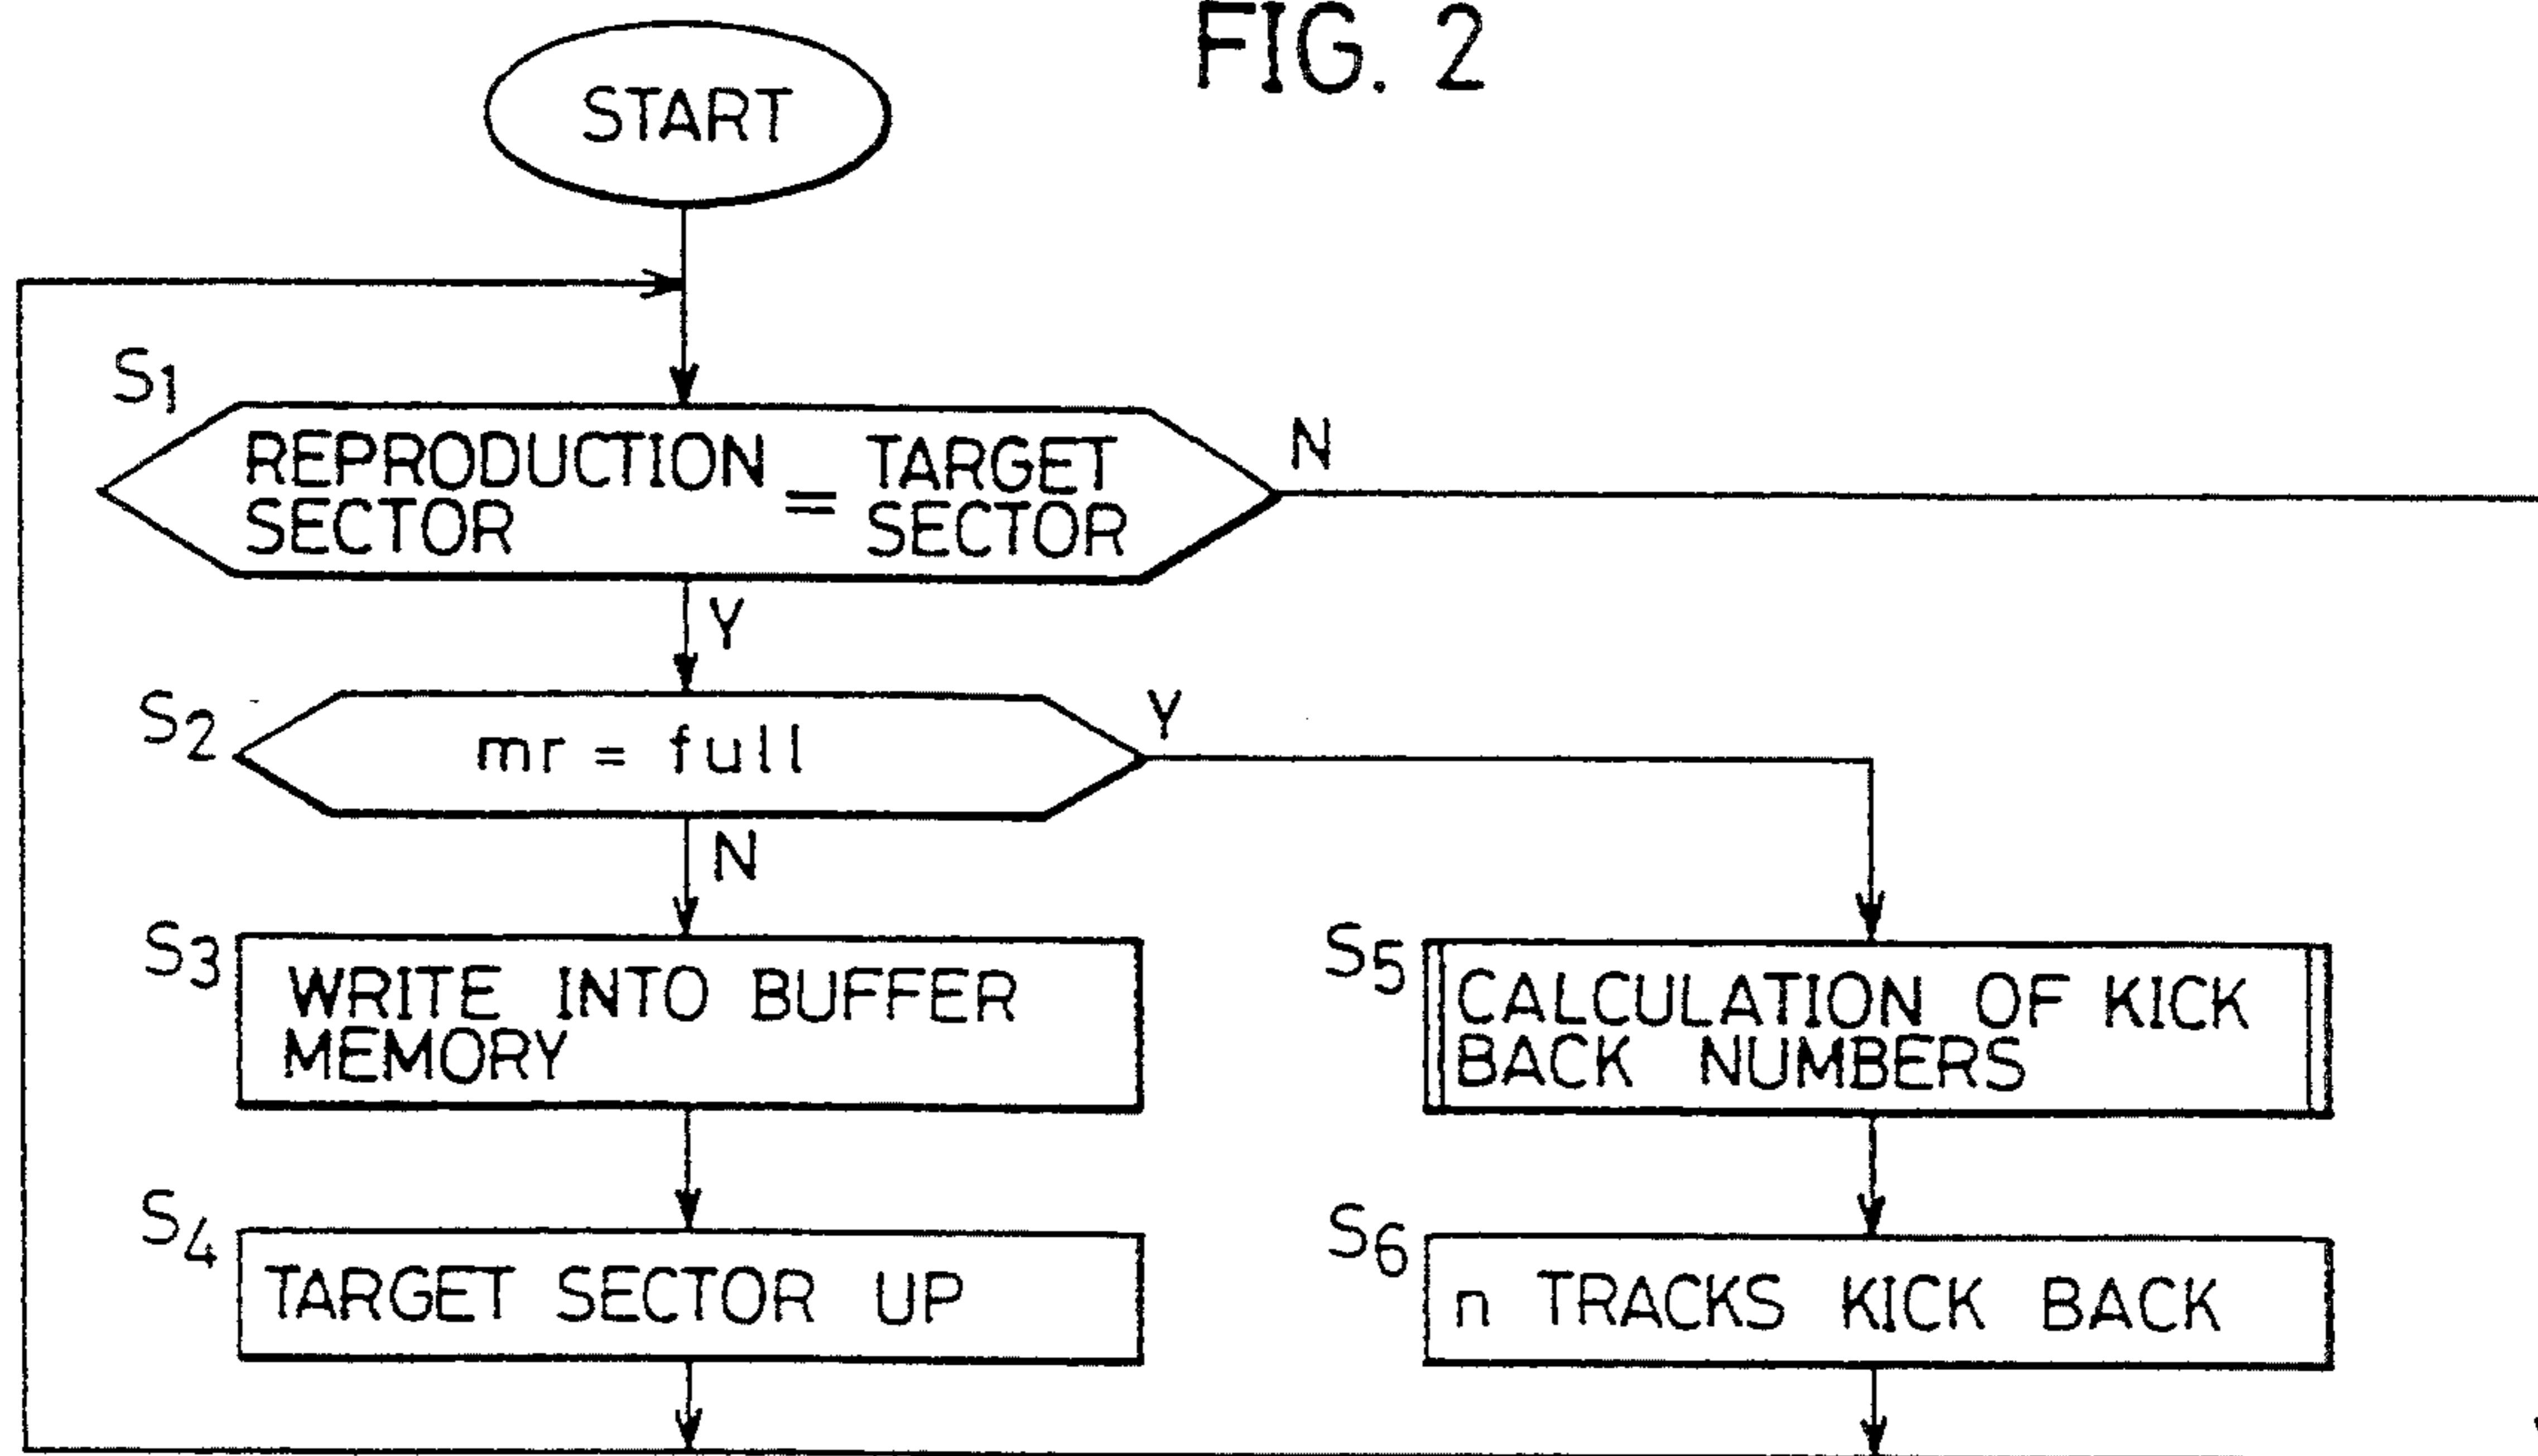 FIG. 2
START
S1
REPRODUCTION
SECTOR
=
TARGET
SECTOR
N
Y
S2
mr = full
Y
N
S3
WRITE INTO BUFFER
MEMORY
S5
CALCULATION OF KICK
BACK NUMBERS
S4
TARGET SECTOR UP
S6
n TRACKS KICK BACK